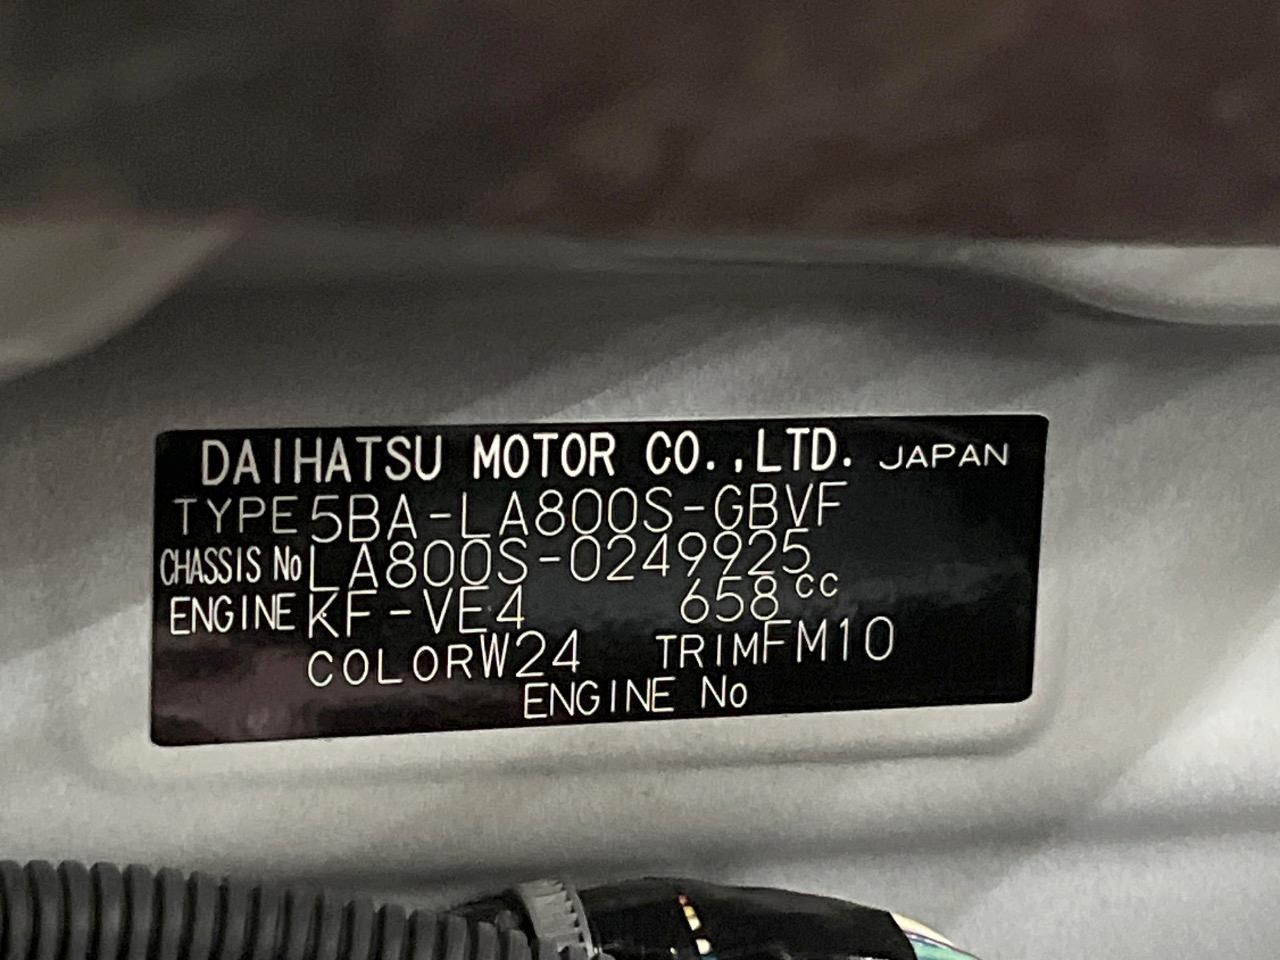 DAIHATSU MOTOR CO.,LTD. JAPAN
TYPE 5BA-LA800S-GBVF
CHASSIS No LA800S-0249925
ENGINE KF-VE4 658cc
COLOR W24 TRIM FM10
ENGINE No